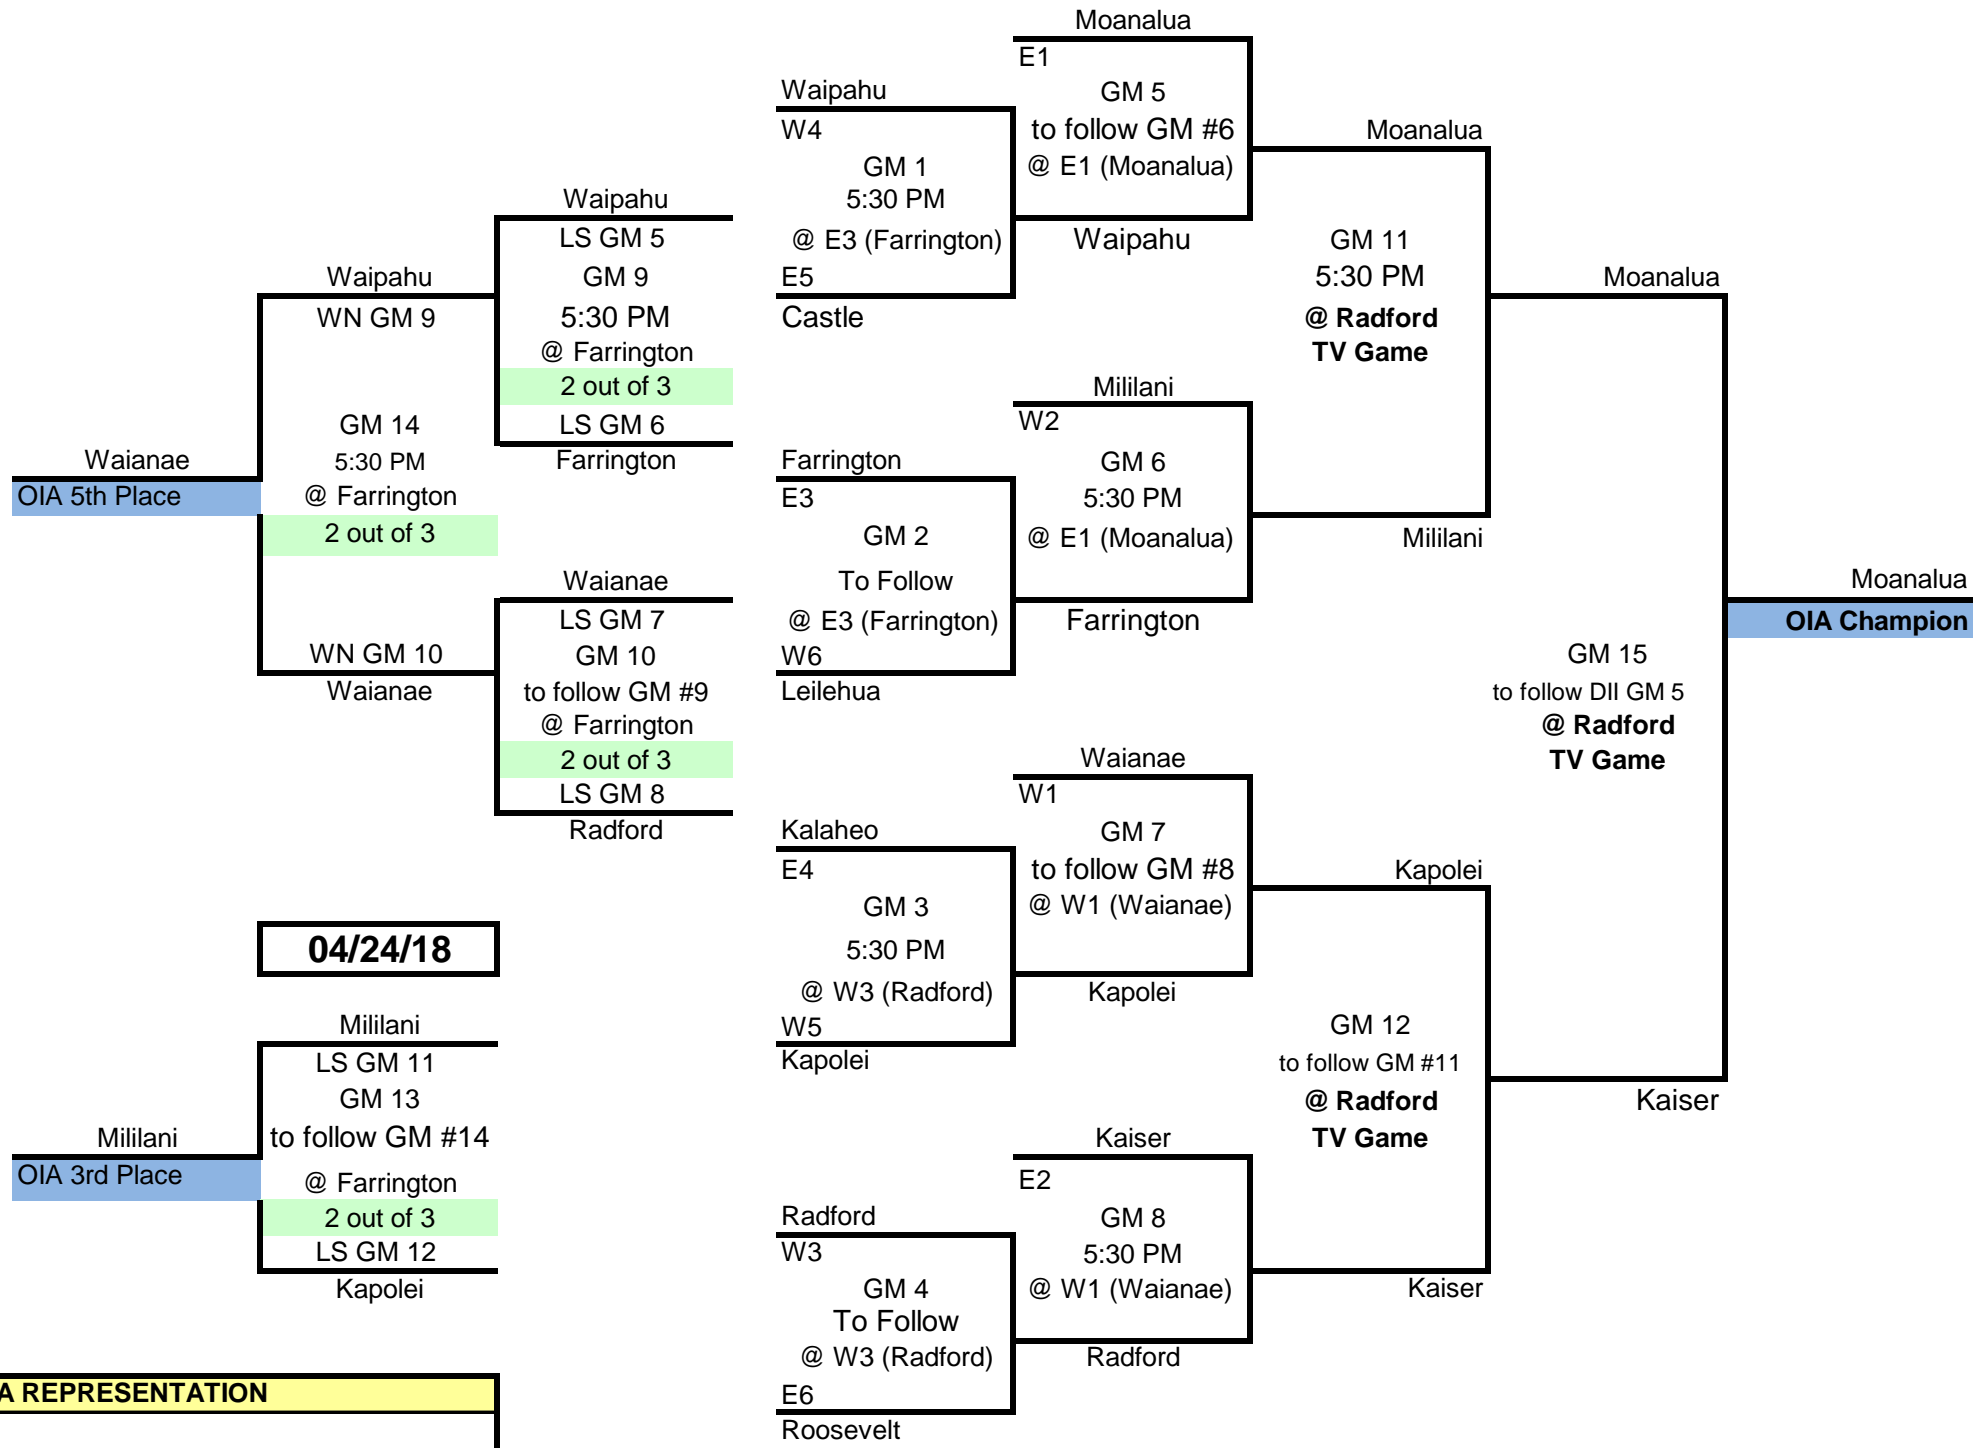 Moanalua
E1
GM 5
to follow GM #6
@ E1 (Moanalua)
Waipahu
Waipahu
W4
GM 1
5:30 PM
@ E3 (Farrington)
E5
Castle
Moanalua
GM 11
5:30 PM
@ Radford
TV Game
Mililani
Moanalua
Waipahu
LS GM 5
GM 9
5:30 PM
@ Farrington
2 out of 3
LS GM 6
Farrington
Waipahu
WN GM 9
GM 14
5:30 PM
@ Farrington
2 out of 3
WN GM 10
Waianae
Waianae
OIA 5th Place
Mililani
W2
GM 6
5:30 PM
@ E1 (Moanalua)
Farrington
Farrington
E3
GM 2
To Follow
@ E3 (Farrington)
W6
Leilehua
Waianae
LS GM 7
GM 10
to follow GM #9
@ Farrington
2 out of 3
LS GM 8
Radford
Moanalua
OIA Champion
GM 15
to follow DII GM 5
@ Radford
TV Game
Kaiser
Waianae
W1
GM 7
to follow GM #8
@ W1 (Waianae)
Kapolei
Kalaheo
E4
GM 3
5:30 PM
@ W3 (Radford)
W5
Kapolei
Kapolei
GM 12
to follow GM #11
@ Radford
TV Game
Kaiser
04/24/18
Mililani
LS GM 11
GM 13
to follow GM #14
@ Farrington
2 out of 3
LS GM 12
Kapolei
Mililani
OIA 3rd Place
Kaiser
E2
GM 8
5:30 PM
@ W1 (Waianae)
Radford
Radford
W3
GM 4
To Follow
@ W3 (Radford)
E6
Roosevelt
A REPRESENTATION